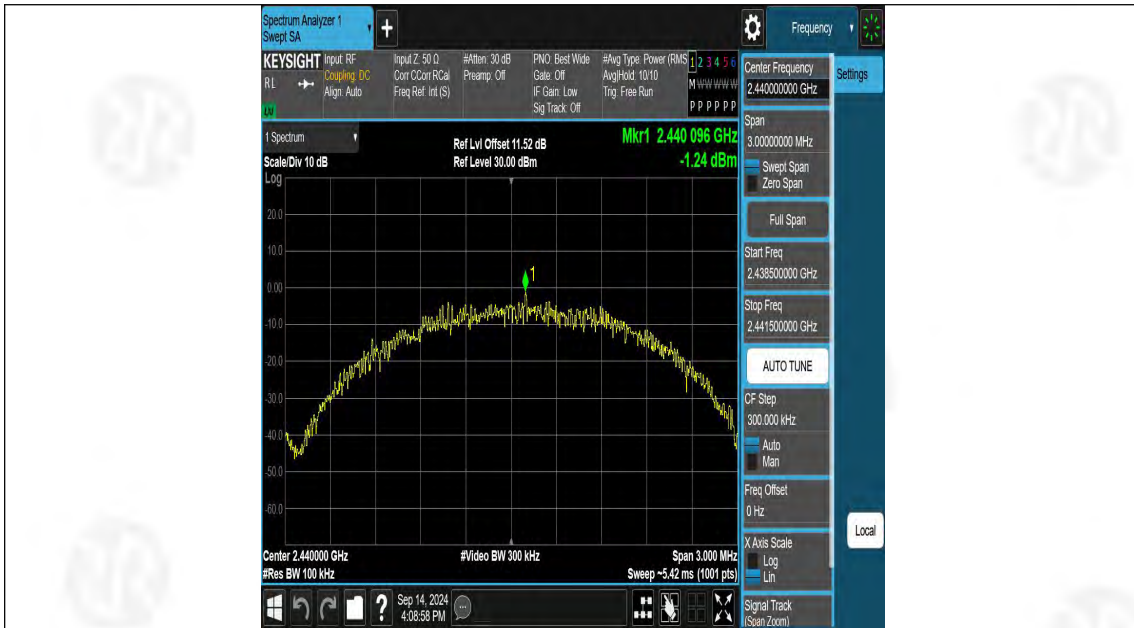 Spectrum Analyzer 1
Swept SA
+
Frequency
KEYSIGHT
R L
Input: RF
Coupling: DC
Align: Auto
Input Z: 50 Ω
Corr CCorr RCal
Freq Ref: Int (S)
#Atten: 30 dB
Preamp: Off
PNO: Best Wide
Gate: Off
IF Gain: Low
Sig Track: Off
#Avg Type: Power (RMS
Avg|Hold: 10/10
Trig: Free Run
1 2 3 4 5 6
M W W W W W
P P P P P P
1 Spectrum
Scale/Div 10 dB
Log
Ref Lvl Offset 11.52 dB
Ref Level 30.00 dBm
Mkr1 2.440 096 GHz
-1.24 dBm
20.0
10.0
0.00
-10.0
-20.0
-30.0
-40.0
-50.0
-60.0
1
Center 2.440000 GHz
#Res BW 100 kHz
#Video BW 300 kHz
Span 3.000 MHz
Sweep ~5.42 ms (1001 pts)
Sep 14, 2024
4:08:58 PM
?
Center Frequency
2.440000000 GHz
Settings
Span
3.00000000 MHz
Swept Span
Zero Span
Full Span
Start Freq
2.438500000 GHz
Stop Freq
2.441500000 GHz
AUTO TUNE
CF Step
300.000 kHz
Auto
Man
Freq Offset
0 Hz
Local
X Axis Scale
Log
Lin
Signal Track
(Span Zoom)